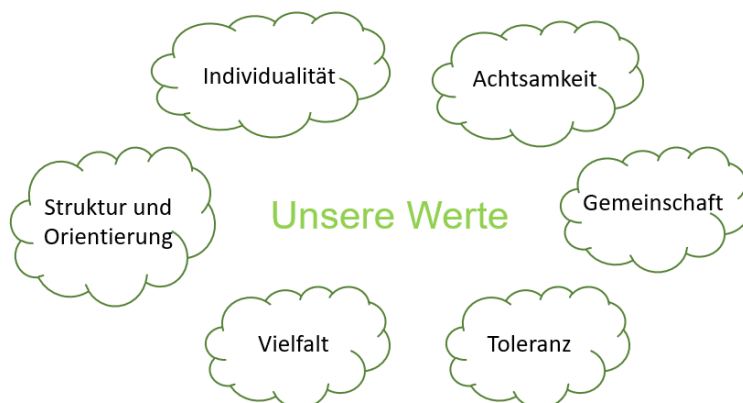 Individualität
Achtsamkeit
Struktur und
Orientierung
Unsere Werte
Gemeinschaft
Vielfalt
Toleranz